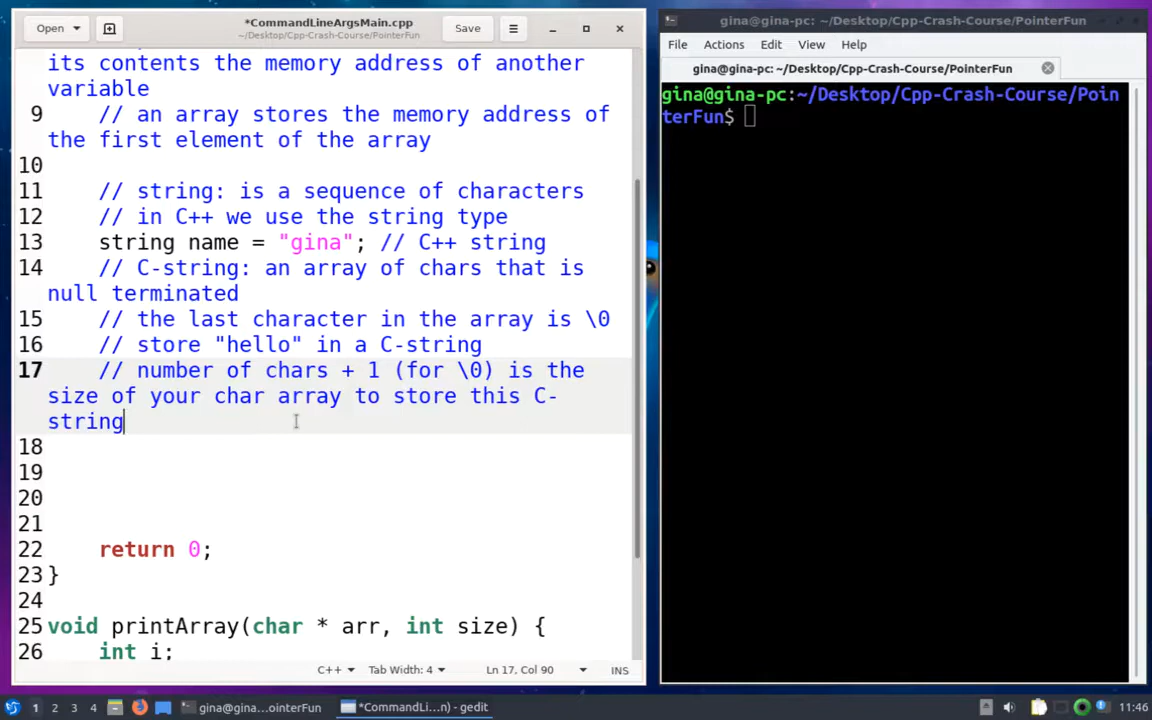 Open
*CommandLineArgsMain.cpp
~/Desktop/Cpp-Crash-Course/PointerFun
Save
its contents the memory address of another
variable
9 // an array stores the memory address of
the first element of the array
10
11 // string: is a sequence of characters
12 // in C++ we use the string type
13 string name = "gina"; // C++ string
14 // C-string: an array of chars that is
null terminated
15 // the last character in the array is \0
16 // store "hello" in a C-string
17 // number of chars + 1 (for \0) is the
size of your char array to store this C-
string
18
19
20
21
22 return 0;
23 }
24
25 void printArray(char * arr, int size) {
26 int i;
C++ Tab Width: 4 Ln 17, Col 90 INS
gina@gina-pc: ~/Desktop/Cpp-Crash-Course/PointerFun
File Actions Edit View Help
gina@gina-pc: ~/Desktop/Cpp-Crash-Course/PointerFun
gina@gina-pc:~/Desktop/Cpp-Crash-Course/Poin
terFun$
1 2 3 4 gina@gina...ointerFun *CommandLi...n) - gedit 11:46